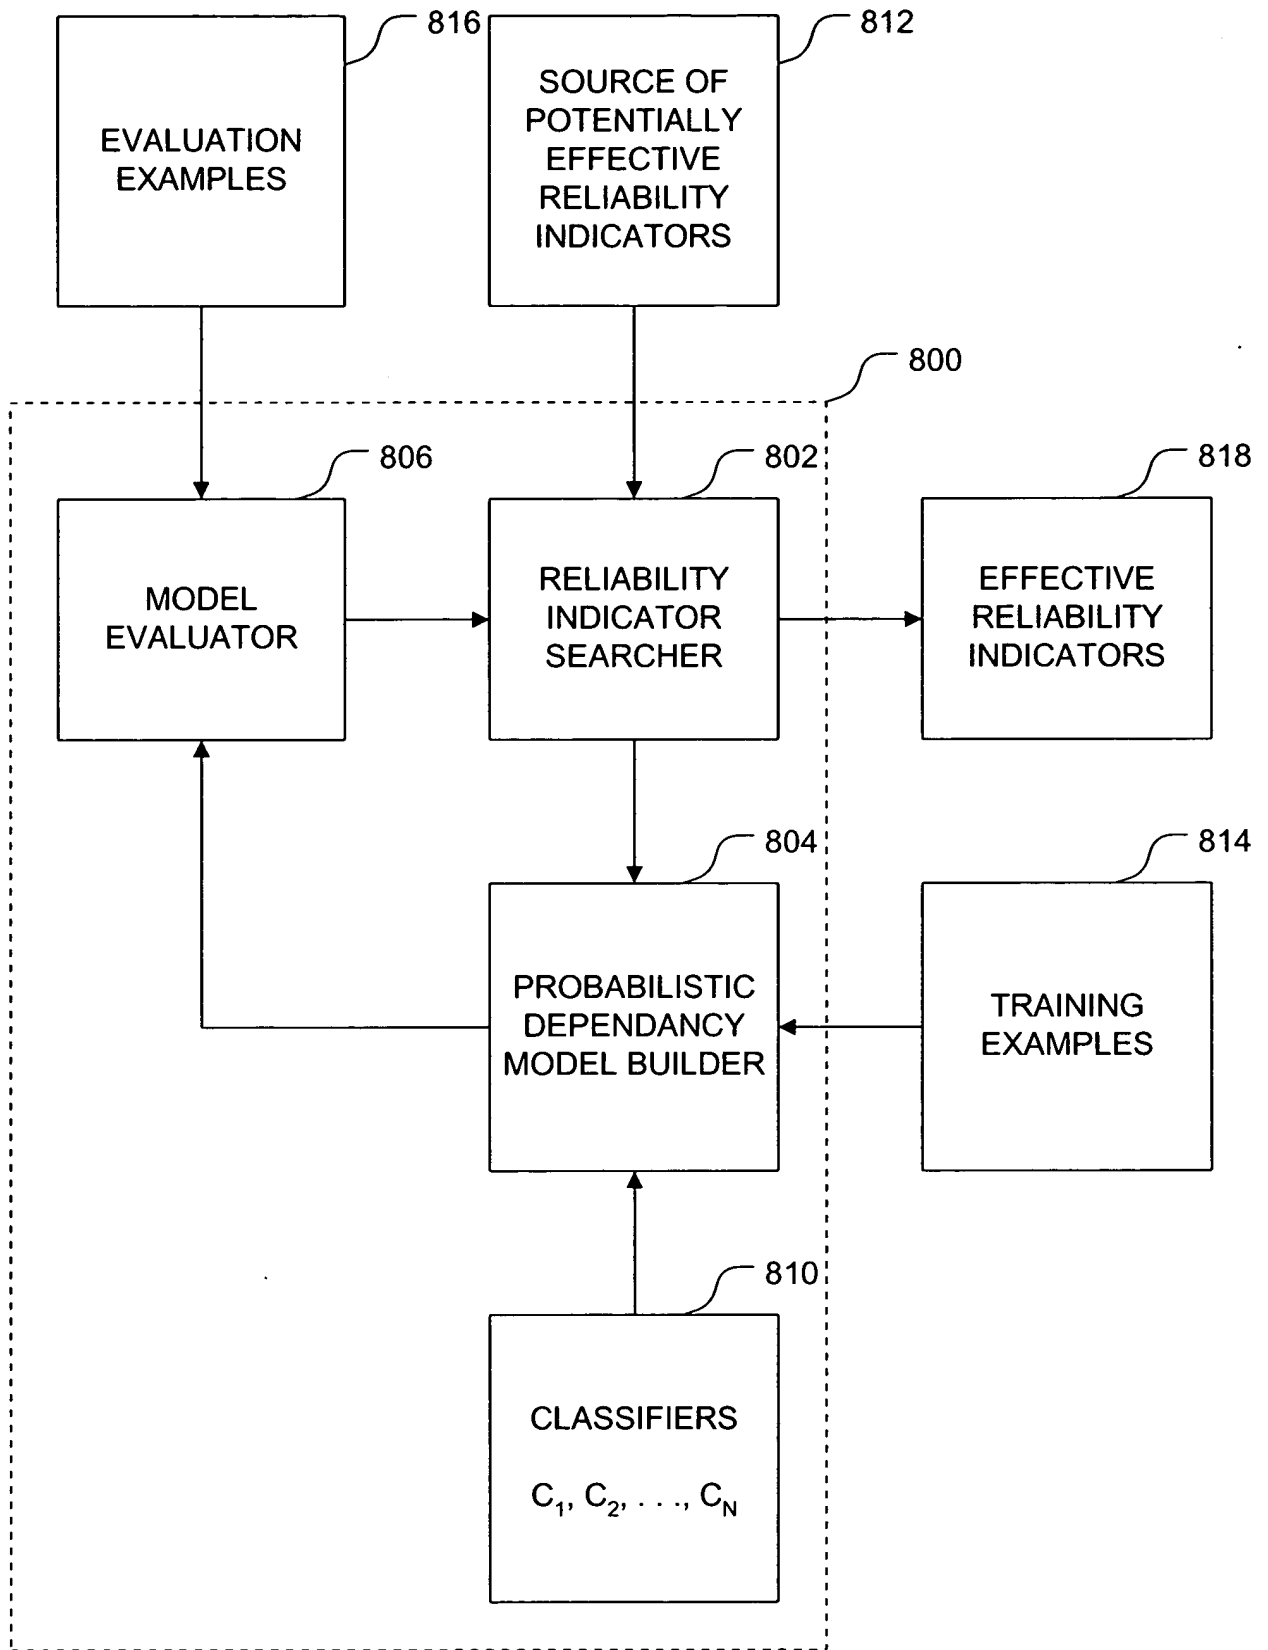 816
812
EVALUATION
EXAMPLES
SOURCE OF
POTENTIALLY
EFFECTIVE
RELIABILITY
INDICATORS
800
806
802
818
MODEL
EVALUATOR
RELIABILITY
INDICATOR
SEARCHER
EFFECTIVE
RELIABILITY
INDICATORS
804
814
PROBABILISTIC
DEPENDANCY
MODEL BUILDER
TRAINING
EXAMPLES
810
CLASSIFIERS
C₁, C₂, . . ., C_N